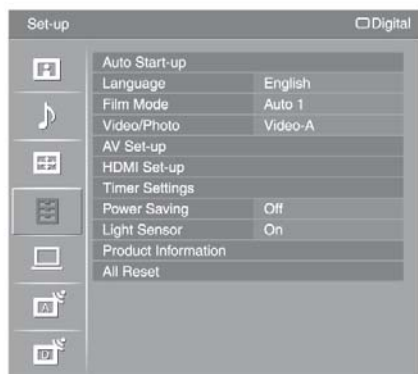 Set-up
Digital
Auto Start-up
Language English
Film Mode Auto 1
Video/Photo Video-A
AV Set-up
HDMI Set-up
Timer Settings
Power Saving Off
Light Sensor On
Product Information
All Reset
A
D